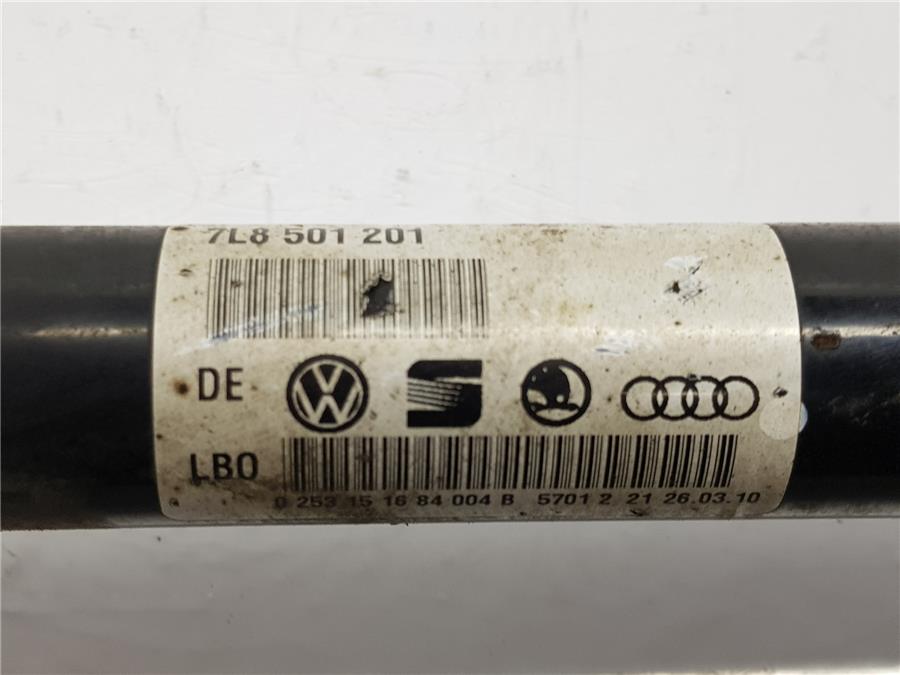 7L8 501 201
DE
LBO
0 253 15 16 84 004 B 5701 2 21 26.03.10